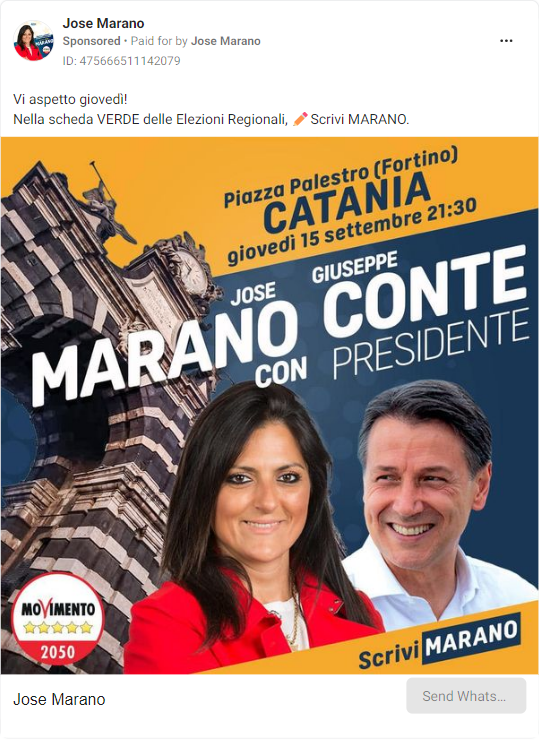 Jose Marano
Sponsored • Paid for by Jose Marano
ID: 475666511142079
Vi aspetto giovedì!
Nella scheda VERDE delle Elezioni Regionali, ✏️Scrivi MARANO.
Piazza Palestro (Fortino)
CATANIA
giovedì 15 settembre 21:30
JOSE
MARANO
CON
GIUSEPPE
CONTE
PRESIDENTE
MOVIMENTO
2050
Scrivi MARANO
Jose Marano
Send Whats...